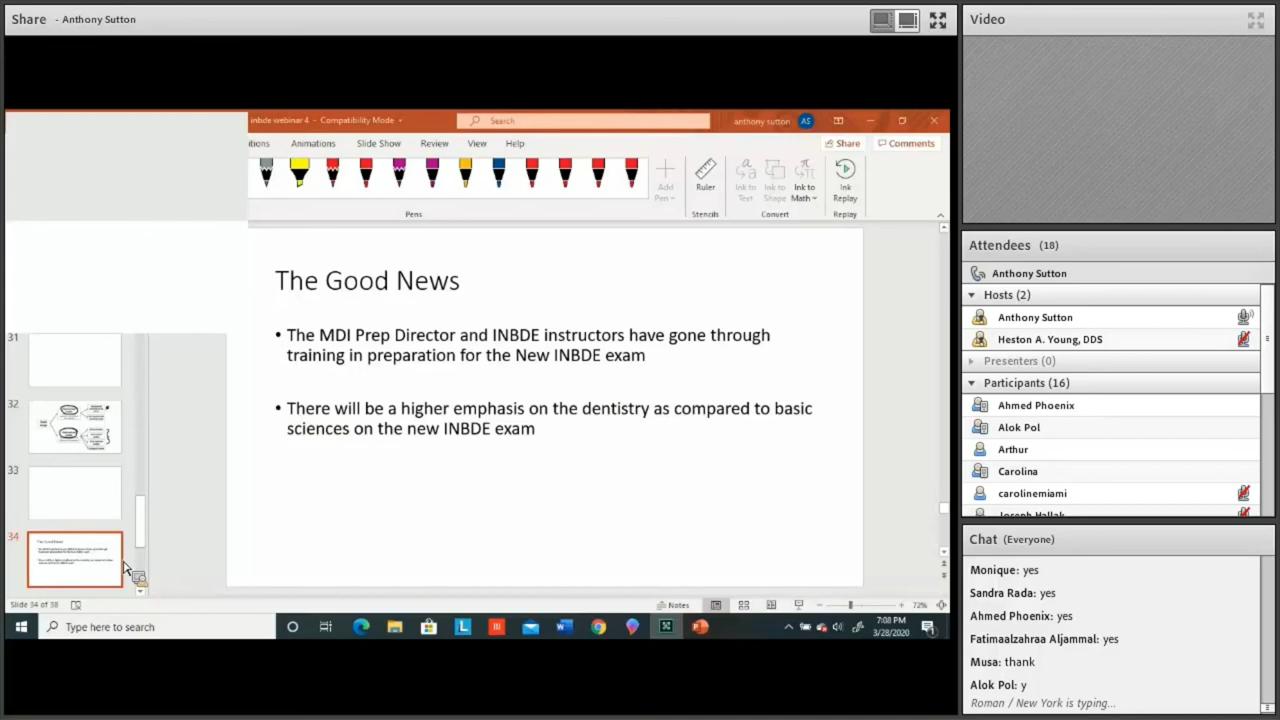 Share - Anthony Sutton
Video
inbde webinar 4 - Compatibility Mode
Search
anthony sutton AS
Animations Slide Show Review View Help
Share Comments
Add Pen
Ruler
Ink to Text
Ink to Shape
Ink to Math
Ink Replay
Pens Stencils Convert Replay
The Good News
• The MDI Prep Director and INBDE instructors have gone through
training in preparation for the New INBDE exam
• There will be a higher emphasis on the dentistry as compared to basic
sciences on the new INBDE exam
31
32
33
34
Slide 34 of 38
Notes
72%
Type here to search
7:08 PM
3/28/2020
Attendees (18)
Anthony Sutton
Hosts (2)
Anthony Sutton
Heston A. Young, DDS
Presenters (0)
Participants (16)
Ahmed Phoenix
Alok Pol
Arthur
Carolina
carolinemiami
Joseph Hallak
Chat (Everyone)
Monique: yes
Sandra Rada: yes
Ahmed Phoenix: yes
Fatimaalzahraa Aljammal: yes
Musa: thank
Alok Pol: y
Roman / New York is typing...